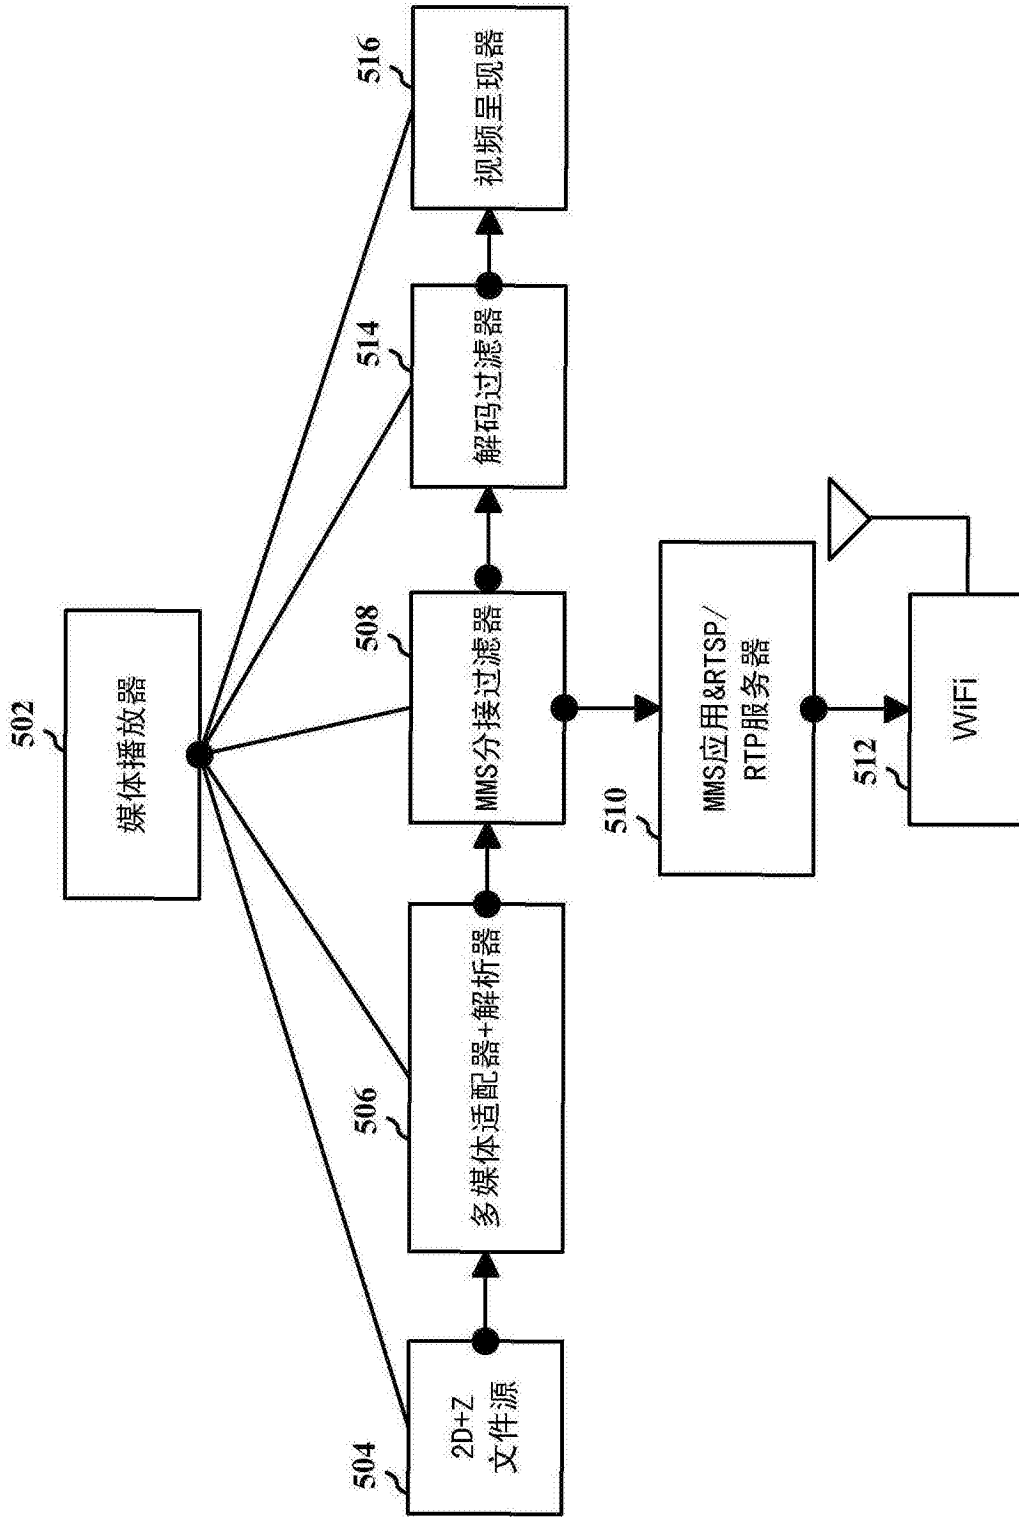 502
媒体播放器
504
2D+Z
文件源
506
多媒体适配器+解析器
508
MMS分接过滤器
514
解码过滤器
516
视频呈现器
510
MMS应用&RTSP/
RTP服务器
512
WiFi